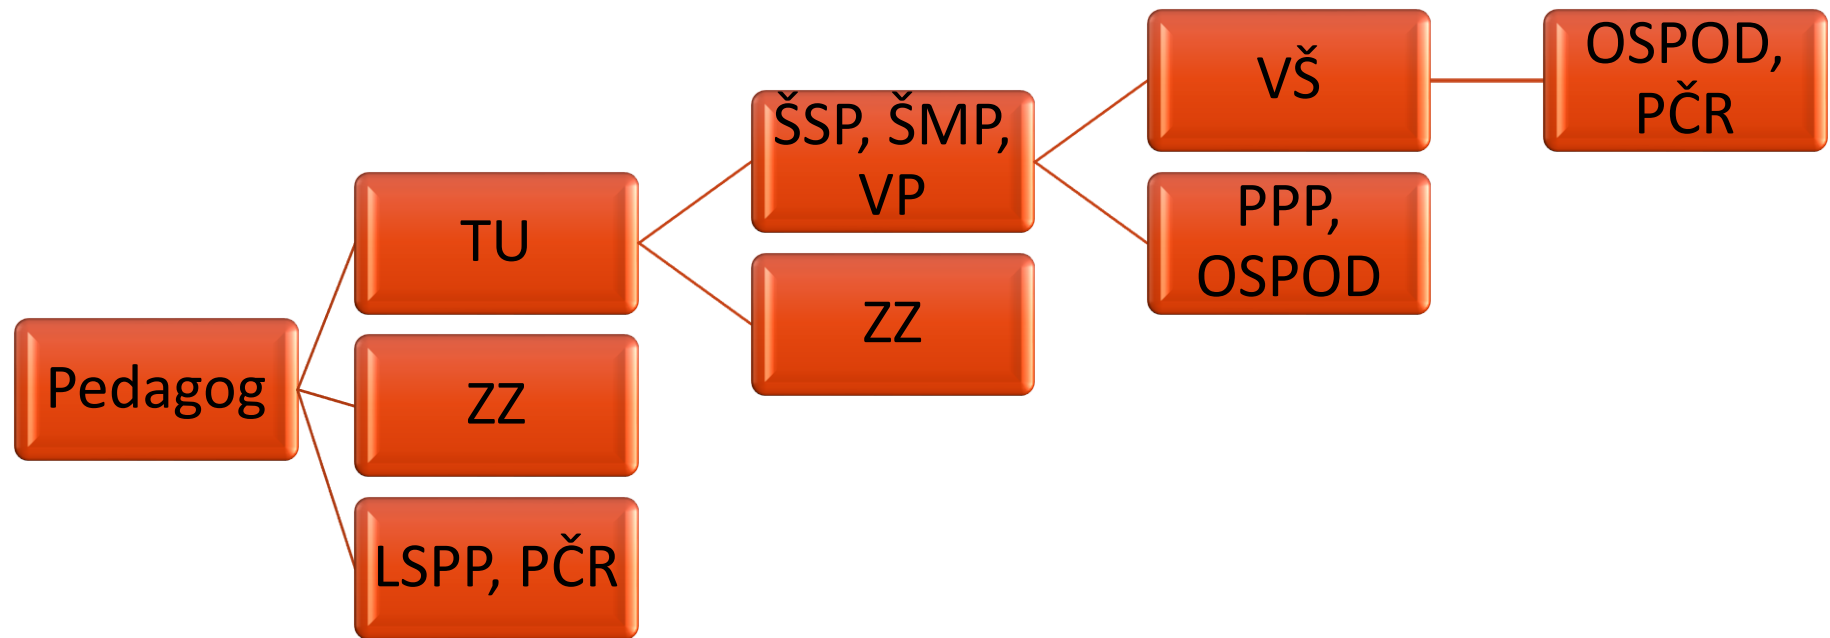 Pedagog
TU
ZZ
LSPP, PČR
ŠSP, ŠMP,
VP
ZZ
VŠ
PPP,
OSPOD
OSPOD,
PČR